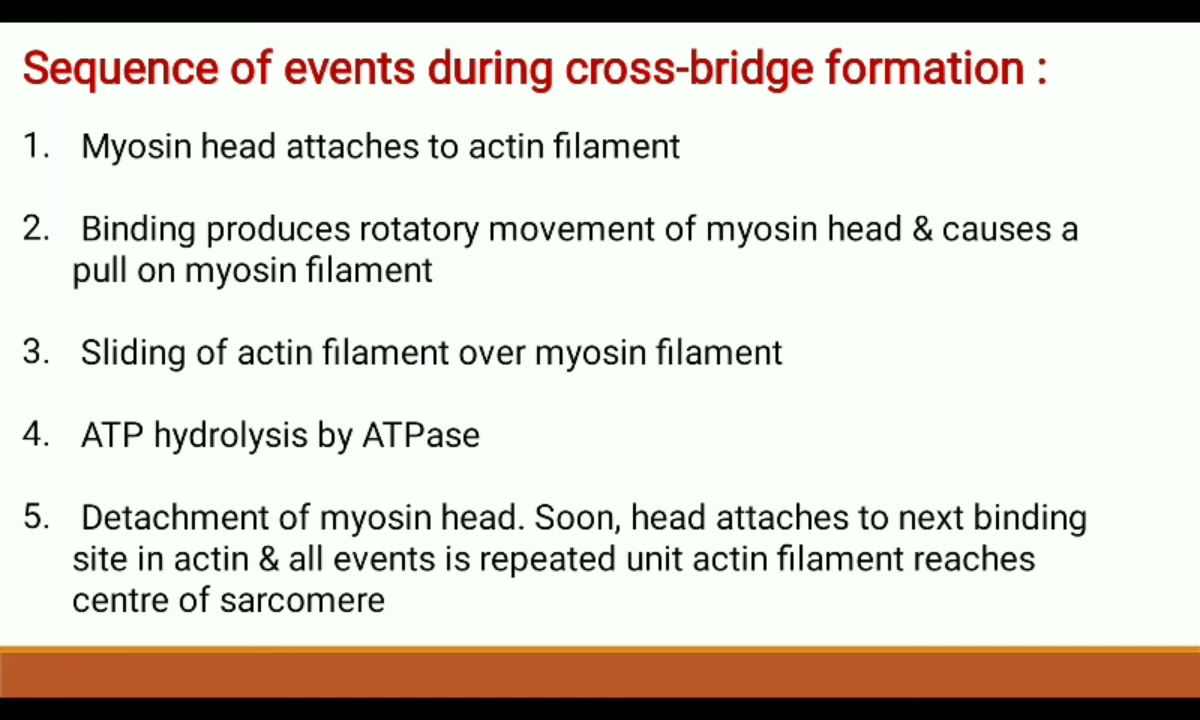 Sequence of events during cross-bridge formation :
1. Myosin head attaches to actin filament
2. Binding produces rotatory movement of myosin head & causes a
pull on myosin filament
3. Sliding of actin filament over myosin filament
4. ATP hydrolysis by ATPase
5. Detachment of myosin head. Soon, head attaches to next binding
site in actin & all events is repeated unit actin filament reaches
centre of sarcomere